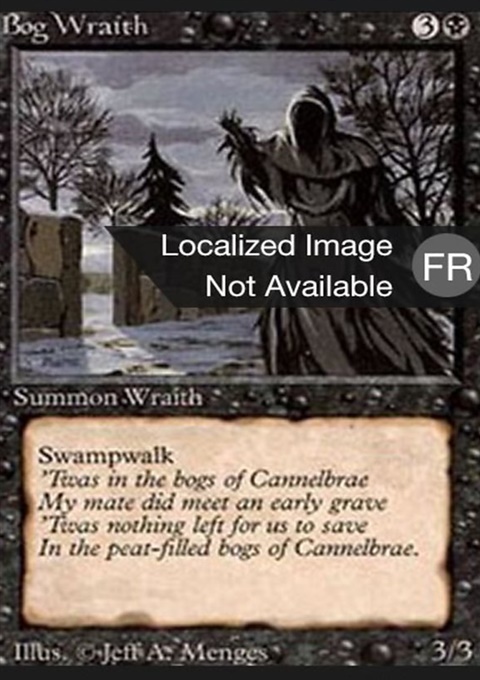 Bog Wraith 3
Localized Image
Not Available
FR
Summon Wraith
Swampwalk
'Twas in the bogs of Cannelbrae
My mate did meet an early grave
'Twas nothing left for us to save
In the peat-filled bogs of Cannelbrae.
Illus. © Jeff A. Menges 3/3